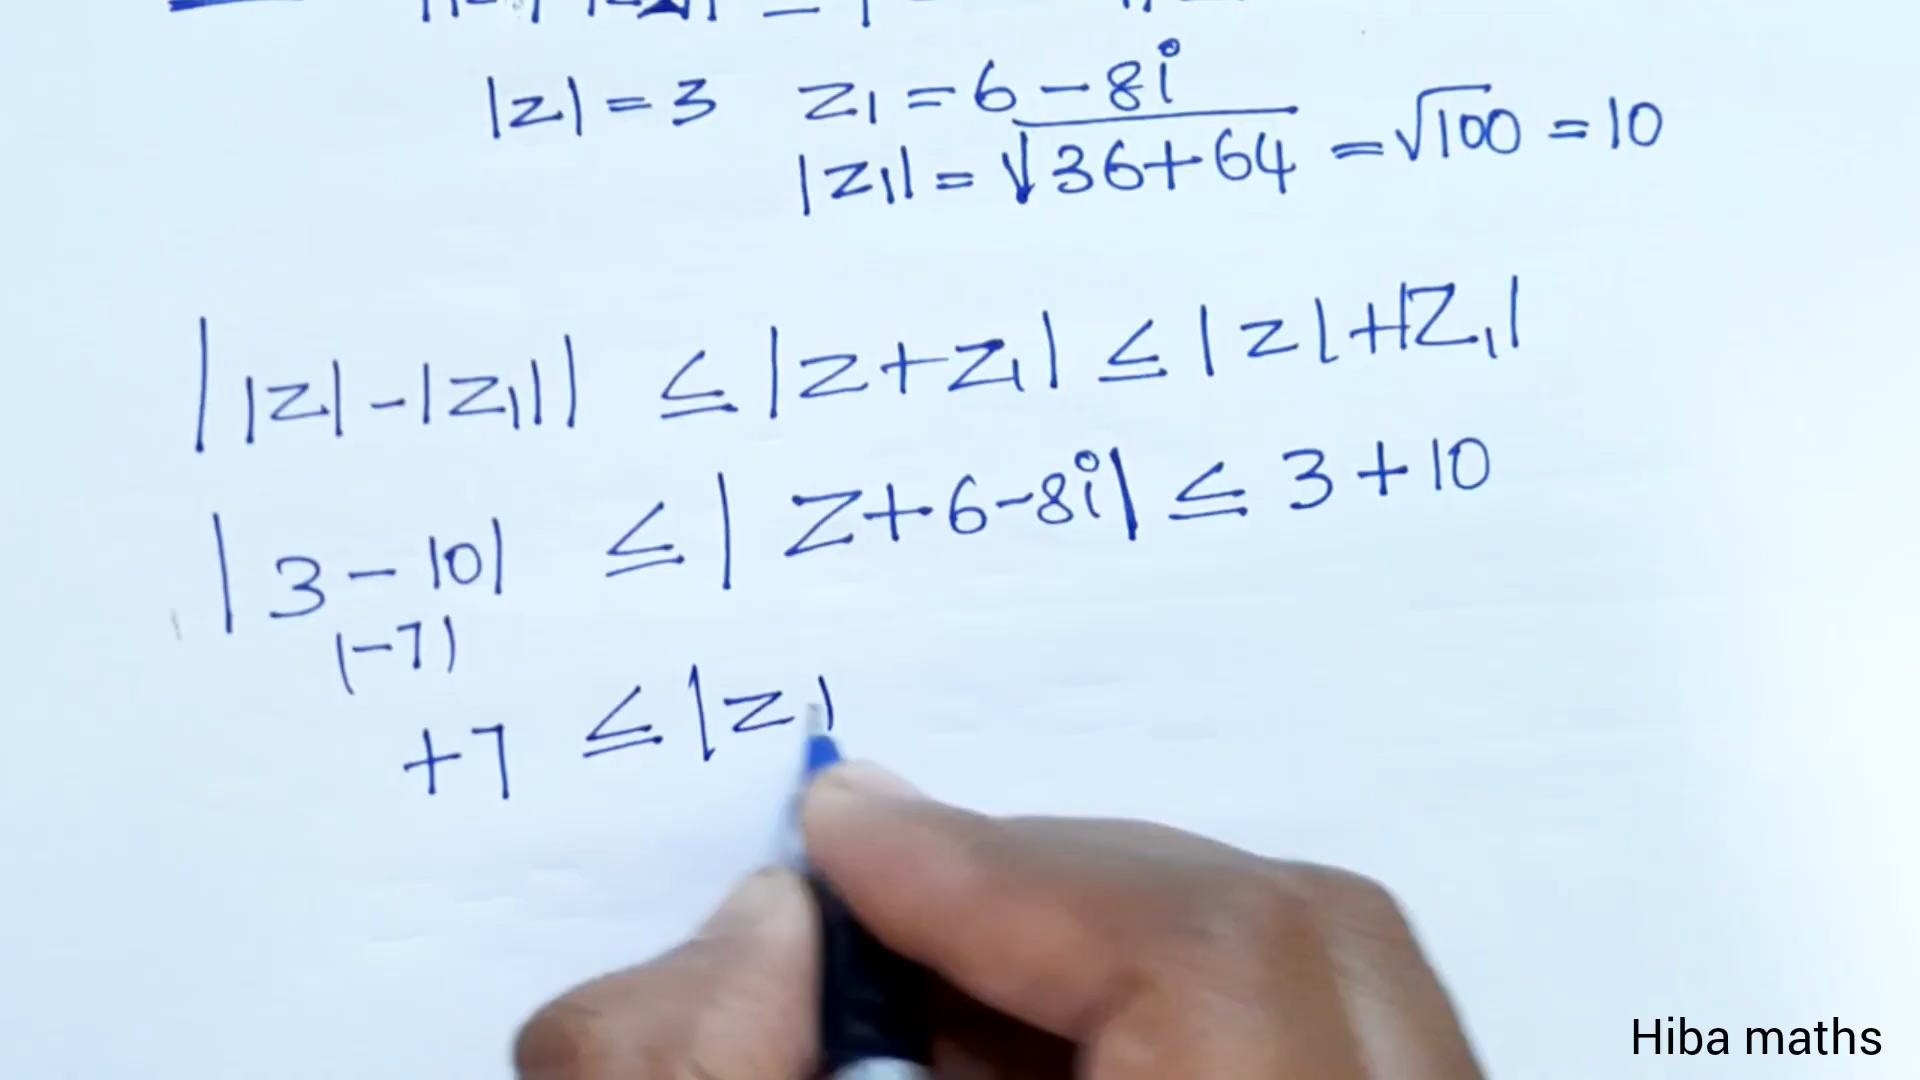 |z| = 3 z₁ = 6 - 8i
|z₁| = √36+64 = √100 = 10
||z| - |z₁|| ≤ |z + z₁| ≤ |z| + |z₁|
|3 - 10| ≤ |z + 6 - 8i| ≤ 3 + 10
(-7)
+7 ≤ |z
Hiba maths